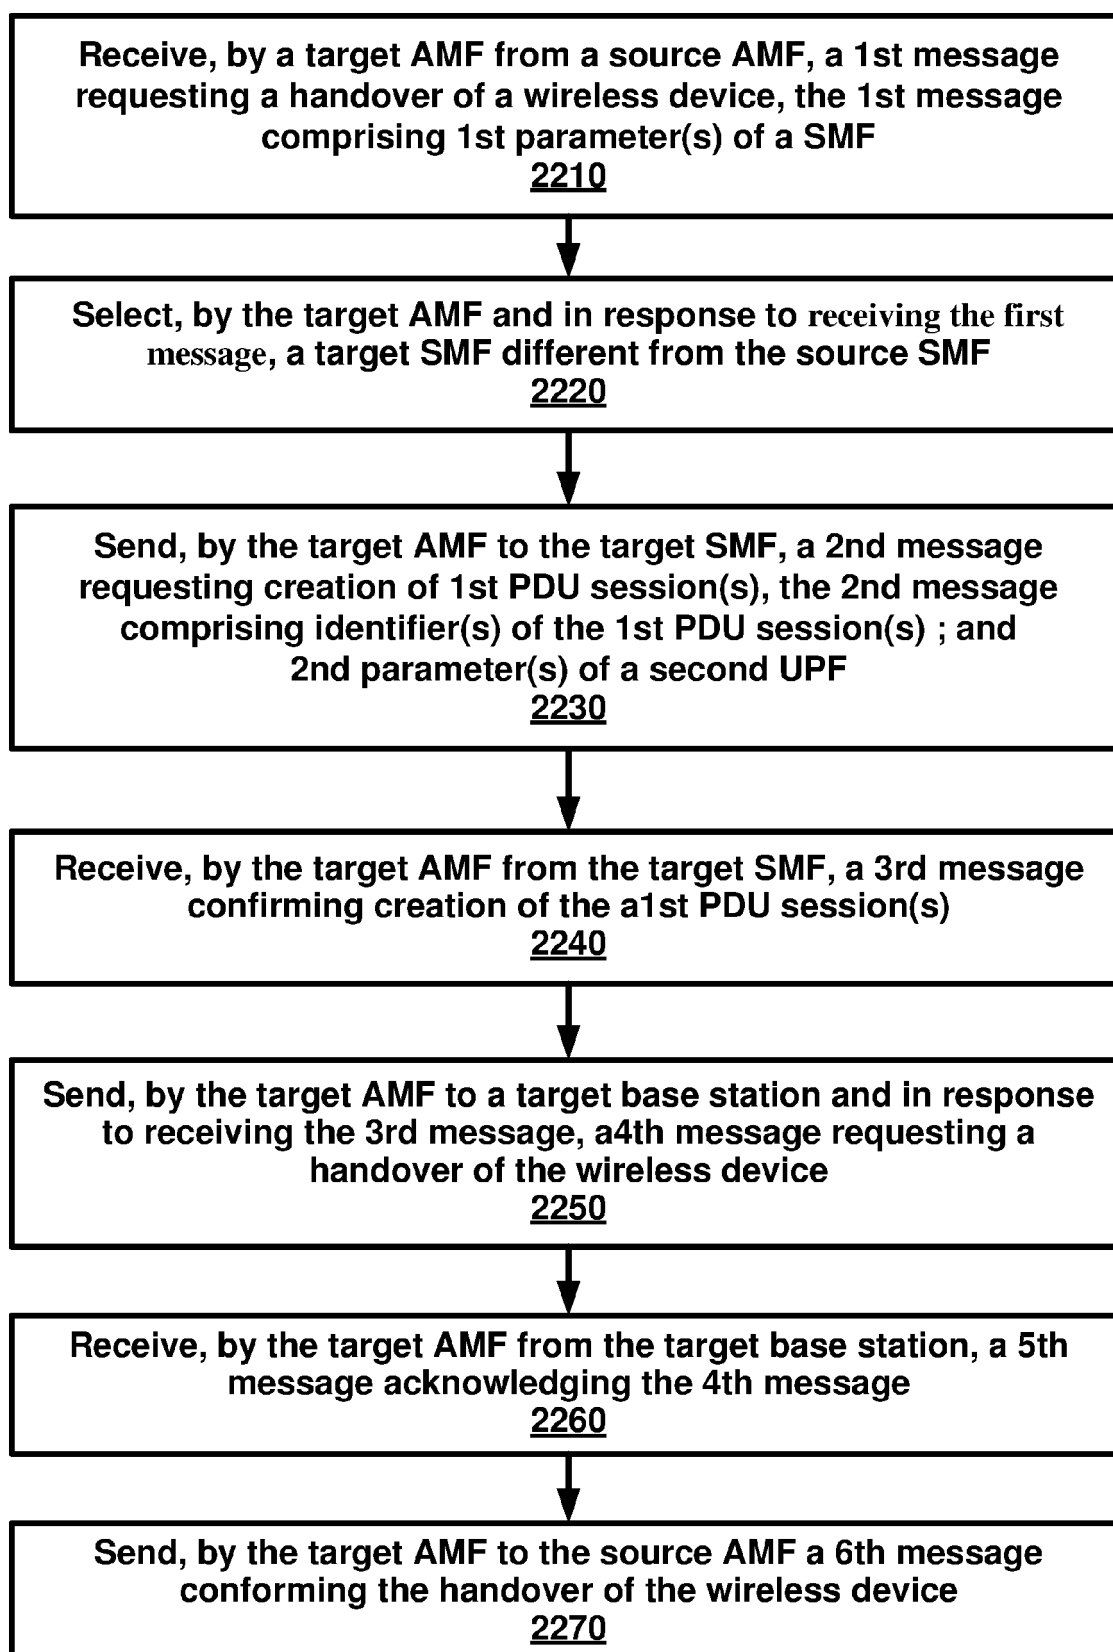 Receive, by a target AMF from a source AMF, a 1st message
requesting a handover of a wireless device, the 1st message
comprising 1st parameter(s) of a SMF
2210
Select, by the target AMF and in response to receiving the first
message, a target SMF different from the source SMF
2220
Send, by the target AMF to the target SMF, a 2nd message
requesting creation of 1st PDU session(s), the 2nd message
comprising identifier(s) of the 1st PDU session(s) ; and
2nd parameter(s) of a second UPF
2230
Receive, by the target AMF from the target SMF, a 3rd message
confirming creation of the a1st PDU session(s)
2240
Send, by the target AMF to a target base station and in response
to receiving the 3rd message, a4th message requesting a
handover of the wireless device
2250
Receive, by the target AMF from the target base station, a 5th
message acknowledging the 4th message
2260
Send, by the target AMF to the source AMF a 6th message
conforming the handover of the wireless device
2270